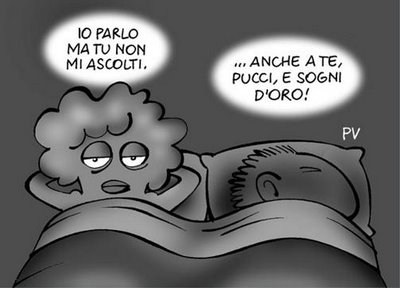 IO PARLO
MA TU NON
MI ASCOLTI.
... ANCHE A TE,
PUCCI, E SOGNI
D'ORO!
PV